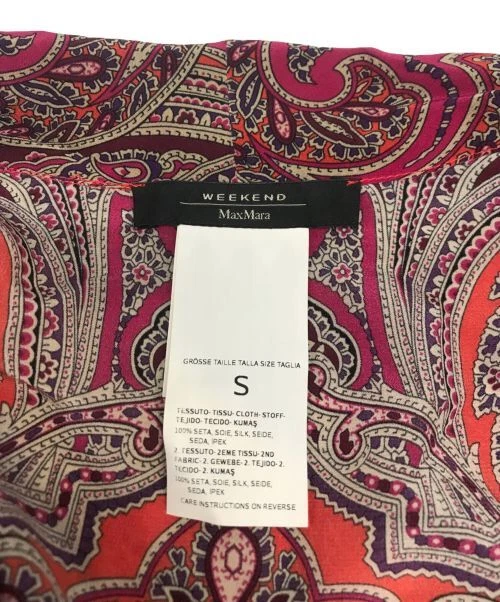 WEEKEND
MaxMara
GRÖSSE TAILLE TALLA SIZE TAGLIA
S
TESSUTO-TISSU-CLOTH-STOFF-
TEJIDO-TECIDO-KUMAŞ
100% SETA, SOIE, SILK, SEIDE,
SEDA, IPEK
2. TESSUTO-2EME TISSU-2ND
FABRIC-2. GEWEBE-2. TEJIDO-2.
TECIDO-2. KUMAŞ
100% SETA, SOIE, SILK, SEIDE,
SEDA, IPEK
CARE INSTRUCTIONS ON REVERSE